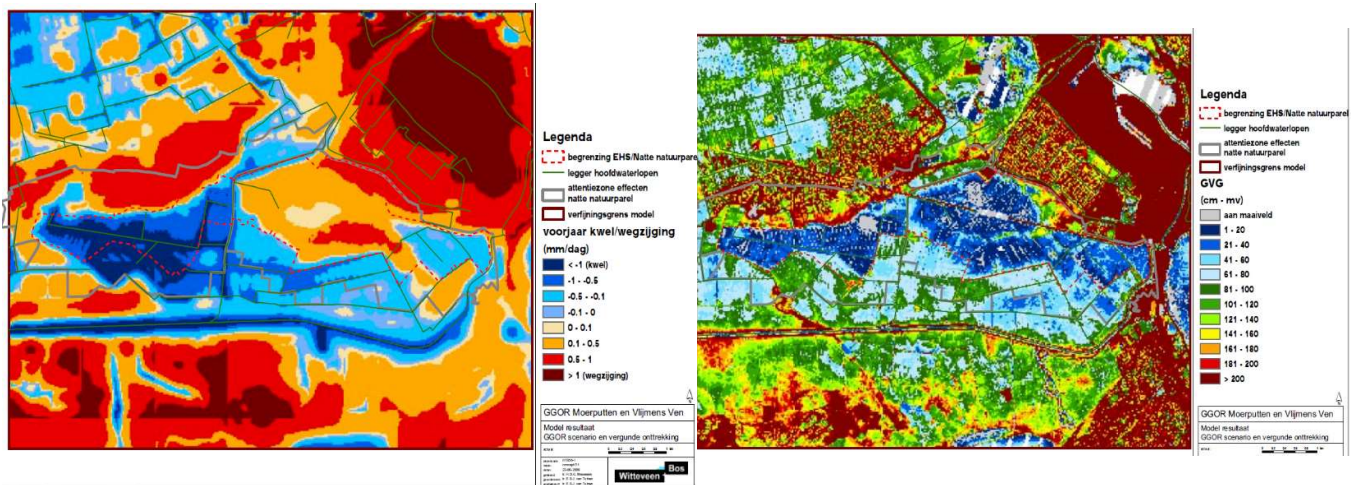 Legenda
begrenzing EHS/Natte natuurparel
legger hoofdwaterlopen
attentiezone effecten
natte natuurparel
verfijningsgrens model
voorjaar kwel/wegzijging
(mm/dag)
< -1 (kwel)
-1 - -0.5
-0.5 - -0.1
-0.1 - 0
0 - 0.1
0.1 - 0.5
0.5 - 1
> 1 (wegzijging)
GGOR Moerputten en Vlijmens Ven
Model resultaat
GGOR scenario en vergunde onttrekking
Witteveen + Bos
Legenda
begrenzing EHS/Natte natuurparel
legger hoofdwaterlopen
attentiezone effecten
natte natuurparel
verfijningsgrens model
GVG
(cm - mv)
aan maaiveld
1 - 20
21 - 40
41 - 60
61 - 80
81 - 100
101 - 120
121 - 140
141 - 160
161 - 180
181 - 200
> 200
GGOR Moerputten en Vlijmens Ven
Model resultaat
GGOR scenario en vergunde onttrekking